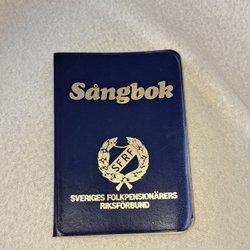 Sångbok
SFRF
SVERIGES FOLKPENSIONÄRERS
RIKSFÖRBUND